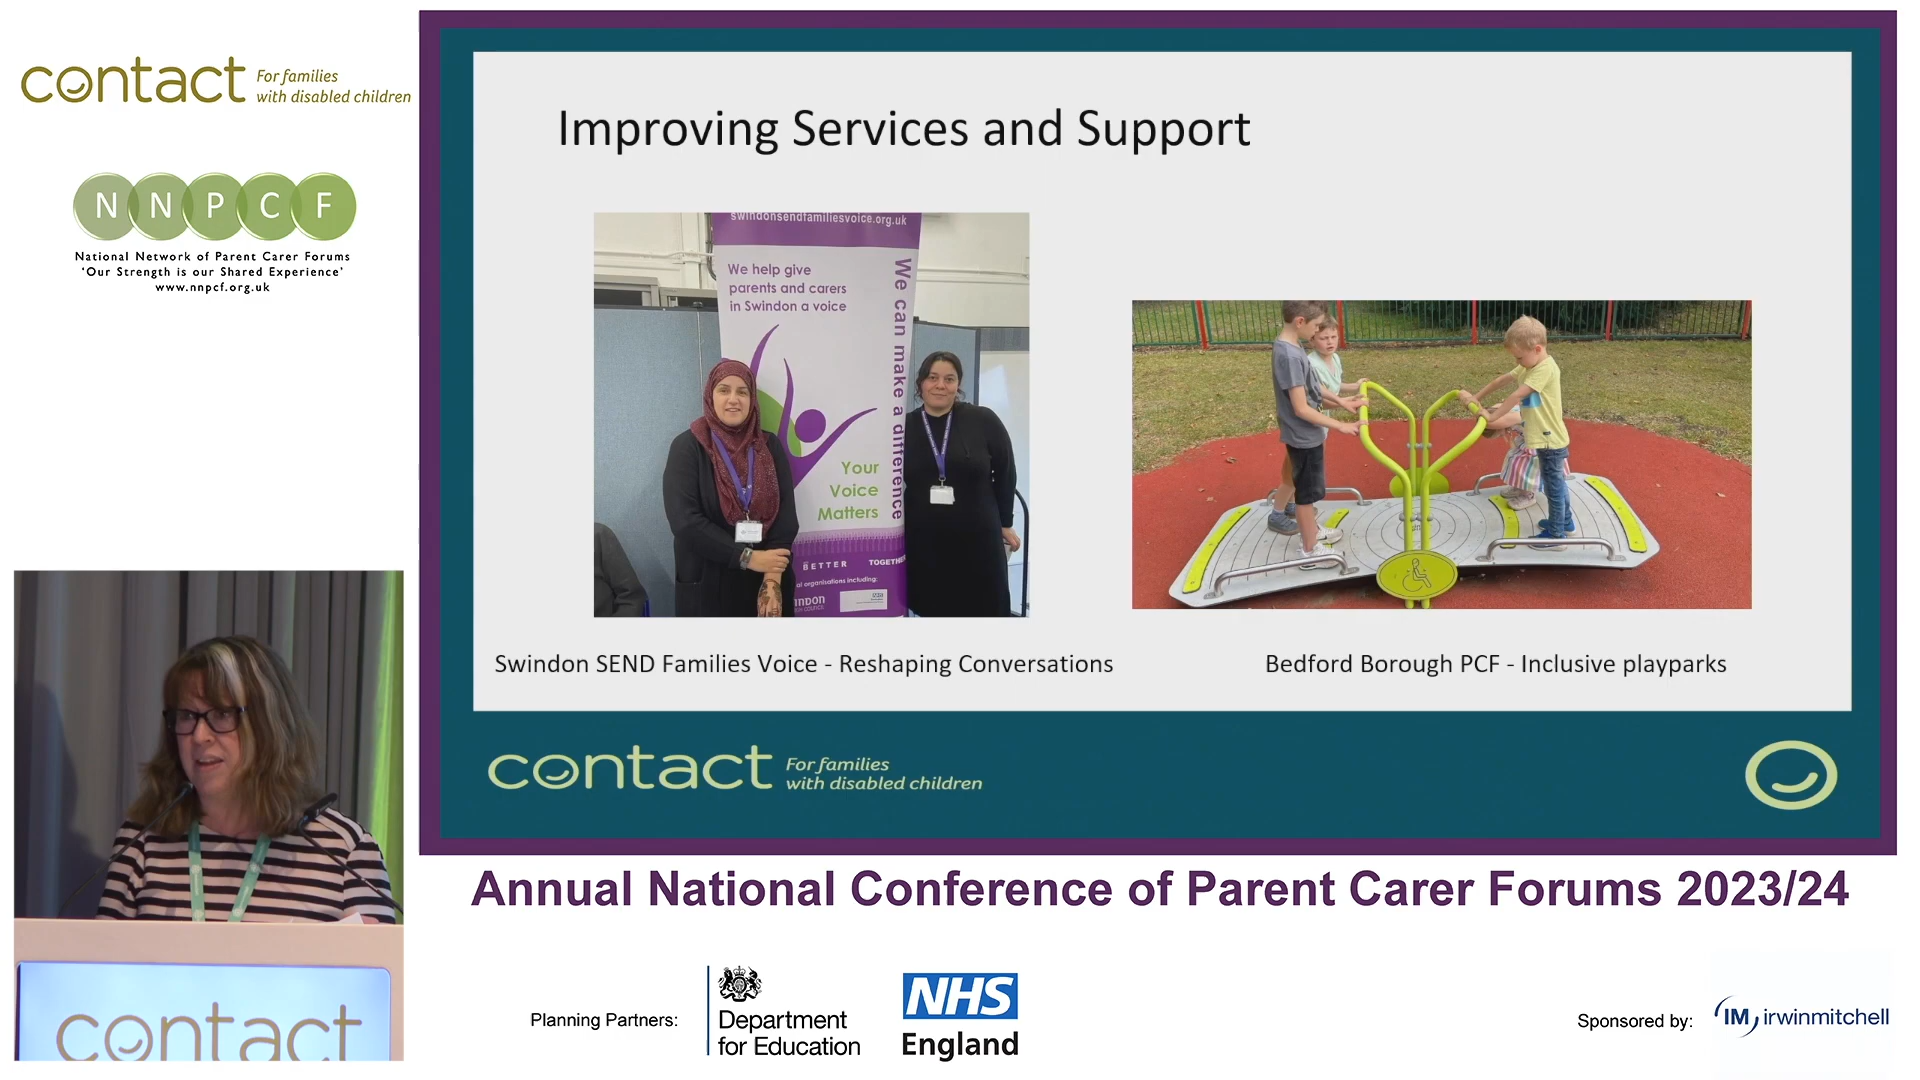 contact For families
with disabled children
N N P C F
National Network of Parent Carer Forums
‘Our Strength is our Shared Experience’
www.nnpcf.org.uk
Improving Services and Support
swindonsendfamiliesvoice.org.uk
We help give
parents and carers
in Swindon a voice
We can make a difference
Your
Voice
Matters
BETTER TOGETHER
organisations including:
Swindon SEND Families Voice - Reshaping Conversations
Bedford Borough PCF - Inclusive playparks
contact For families
with disabled children
contact
Annual National Conference of Parent Carer Forums 2023/24
Planning Partners:
Department
for Education
NHS
England
Sponsored by:
IM irwinmitchell